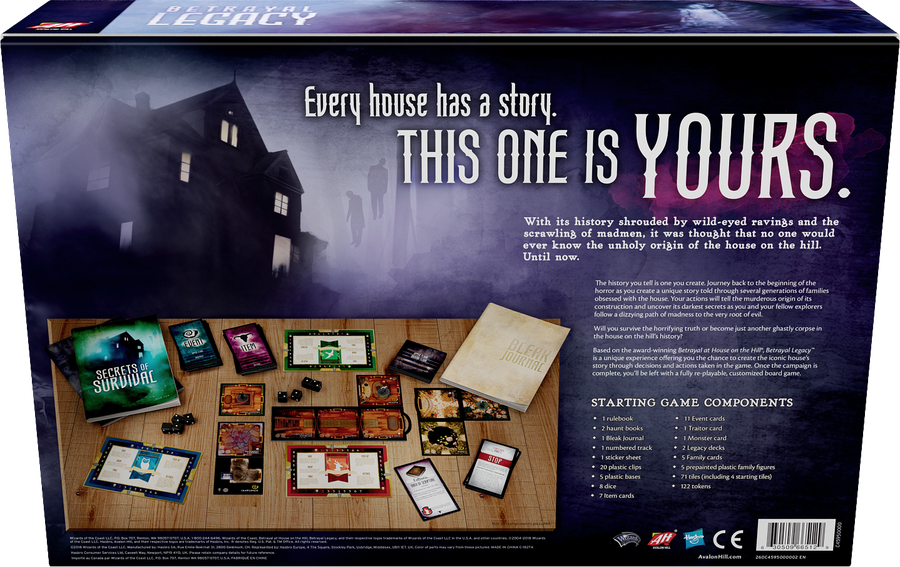 BETRAYAL
LEGACY
AH
Every house has a story.
THIS ONE IS YOURS.
With its history shrouded by wild-eyed ravings and the
scrawling of madmen, it was thought that no one would
ever know the unholy origin of the house on the hill.
Until now.
The history you tell is one you create. Journey back to the beginning of the
horror as you create a unique story told through several generations of families
obsessed with the house. Your actions will tell the murderous origin of its
construction and uncover its darkest secrets as you and your fellow explorers
follow a dizzying path of madness to the very root of evil.
Will you survive the horrifying truth or become just another ghastly corpse in
the house on the hill's history?
Based on the award-winning Betrayal at House on the Hill®, Betrayal Legacy™
is a unique experience offering you the chance to create the iconic house's
story through decisions and actions taken in the game. Once the campaign is
complete, you'll be left with a fully re-playable, customized board game.
SECRETS OF
SURVIVAL
EVENT
ITEM
BLEAK
JOURNAL
STOP
STARTING GAME COMPONENTS
• 1 rulebook
• 2 haunt books
• 1 Bleak Journal
• 1 numbered track
• 1 sticker sheet
• 20 plastic clips
• 5 plastic bases
• 8 dice
• 7 Item cards
• 11 Event cards
• 1 Traitor card
• 1 Monster card
• 2 Legacy decks
• 5 Family cards
• 5 prepainted plastic family figures
• 71 tiles (including 4 starting tiles)
• 122 tokens
AH
AVALON HILL
Hasbro
CE
AvalonHill.com
260C4595000002 EN
6 30509 66512